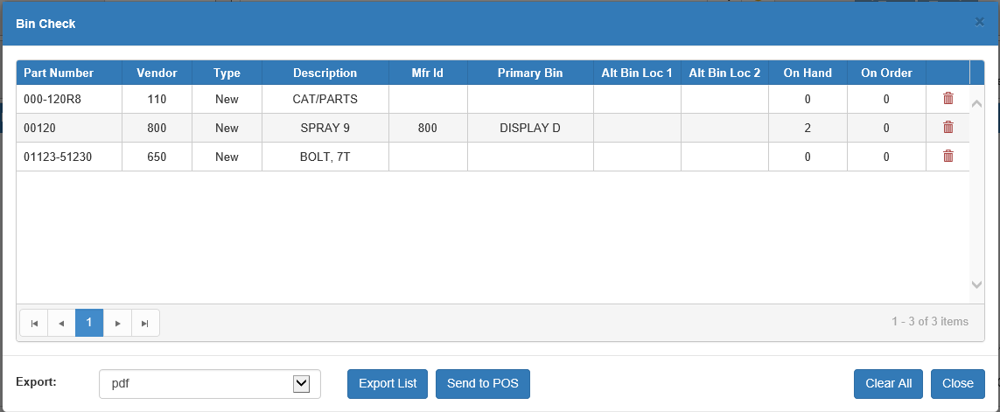 Bin Check
Part Number Vendor Type Description Mfr Id Primary Bin Alt Bin Loc 1 Alt Bin Loc 2 On Hand On Order
000-120R8 110 New CAT/PARTS 0 0
00120 800 New SPRAY 9 800 DISPLAY D 2 0
01123-51230 650 New BOLT, 7T 0 0
1 1 - 3 of 3 items
Export: pdf Export List Send to POS Clear All Close